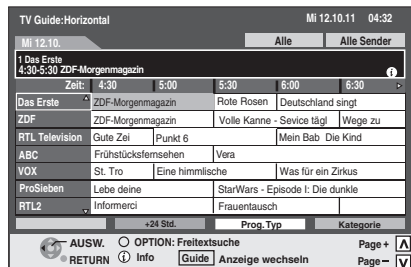 TV Guide:Horizontal Mi 12.10.11 04:32
Mi 12.10. Alle Alle Sender
1 Das Erste
4:30-5:30 ZDF-Morgenmagazin
Zeit: 4:30 5:00 5:30 6:00 6:30
Das Erste ZDF-Morgenmagazin Rote Rosen Deutschland singt
ZDF ZDF-Morgenmagazin Volle Kanne - Sevice tägl Wege zu
RTL Television Gute Zei Punkt 6 Mein Bab Die Kind
ABC Frühstücksfernsehen Vera
VOX St. Tro Eine himmlische Was für ein Zirkus
ProSieben Lebe deine StarWars - Episode I: Die dunkle
RTL2 Informerci Frauentausch
+24 Std. Prog.Typ Kategorie
AUSW. OPTION: Freitextsuche Page +
RETURN i Info Guide Anzeige wechseln Page −